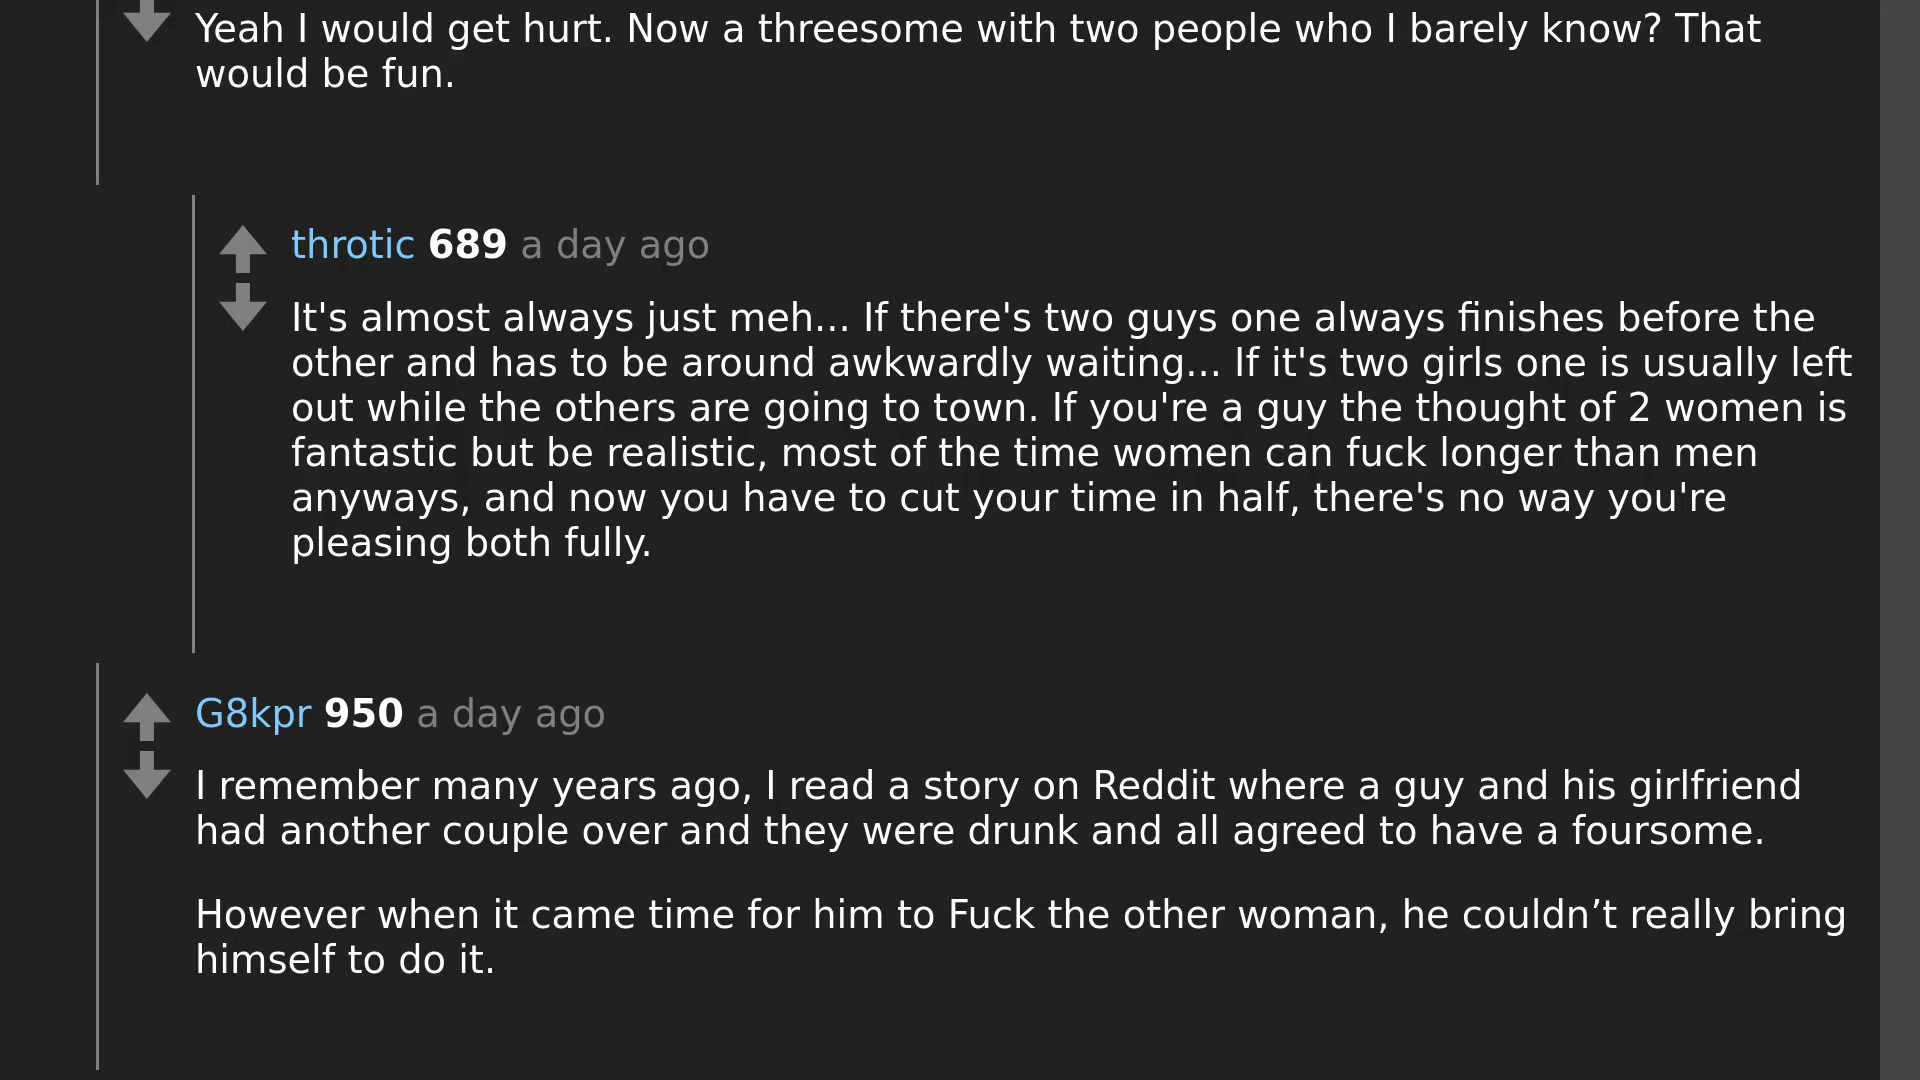 Yeah I would get hurt. Now a threesome with two people who I barely know? That
would be fun.
throtic 689 a day ago
It's almost always just meh... If there's two guys one always finishes before the
other and has to be around awkwardly waiting... If it's two girls one is usually left
out while the others are going to town. If you're a guy the thought of 2 women is
fantastic but be realistic, most of the time women can fuck longer than men
anyways, and now you have to cut your time in half, there's no way you're
pleasing both fully.
G8kpr 950 a day ago
I remember many years ago, I read a story on Reddit where a guy and his girlfriend
had another couple over and they were drunk and all agreed to have a foursome.
However when it came time for him to Fuck the other woman, he couldn’t really bring
himself to do it.